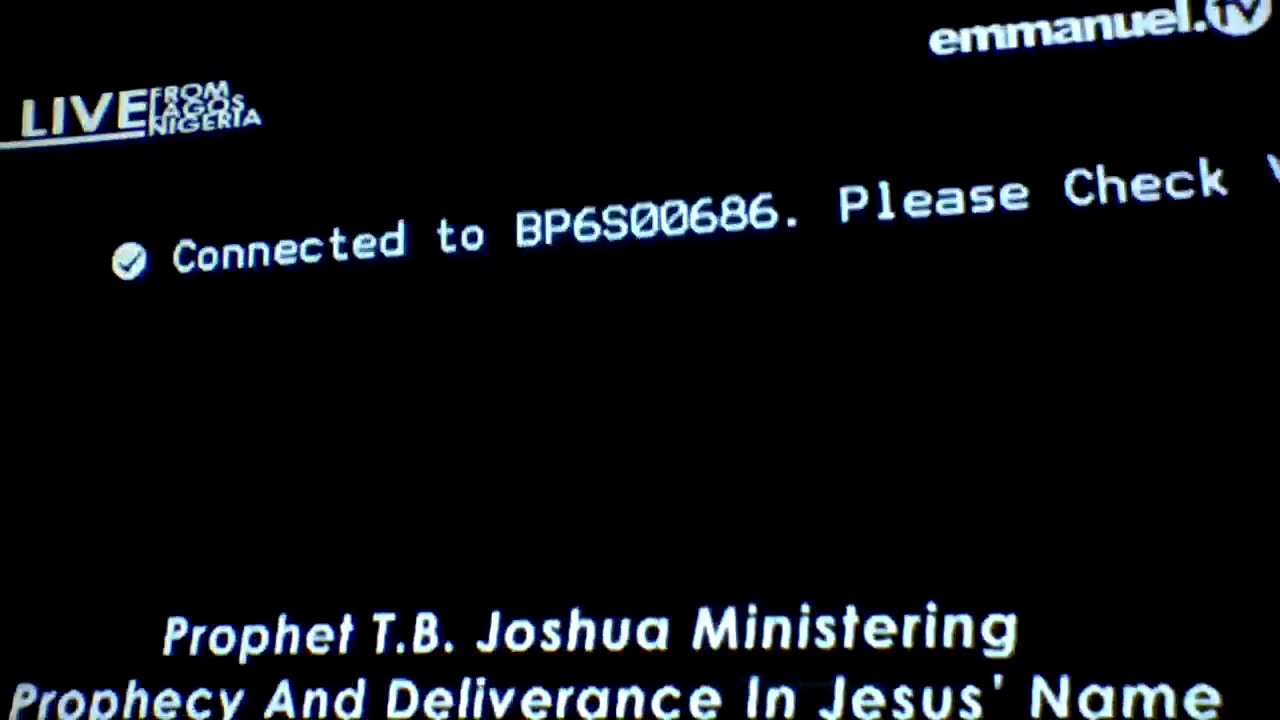 emmanuel.TV
LIVE FROM LAGOS NIGERIA
Connected to BP6S00686. Please Check
Prophet T.B. Joshua Ministering
Prophecy And Deliverance In Jesus' Name